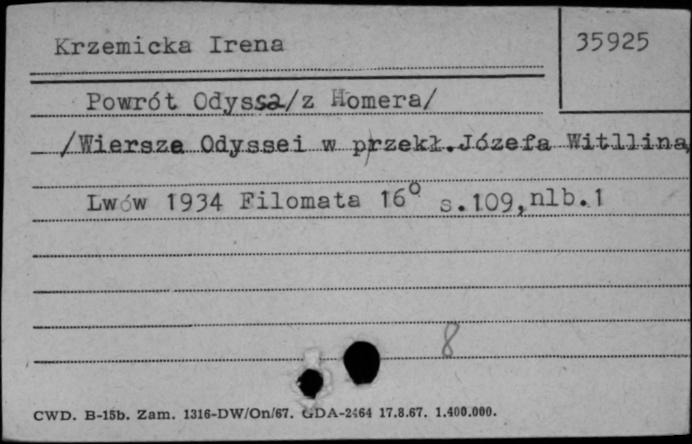 Krzemicka Irena
35925
Powrót Odyssa/z Homera/
/Wiersze Odyssei w przekł.Józefa Witllina,
Lwów 1934 Filomata 16° s.109,nlb.1
8
CWD. B-15b. Zam. 1316-DW/On/67. GDA-2464 17.8.67. 1.400.000.